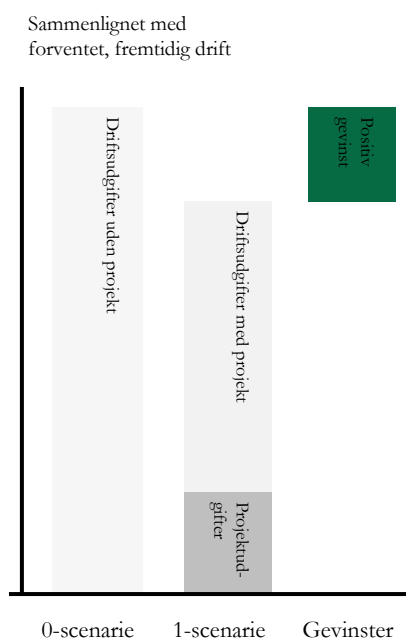 Sammenlignet med
forventet, fremtidig drift
Driftsudgifter uden projekt
Driftsudgifter med projekt
Projektud-
gifter
Positiv
gevinst
0-scenarie
1-scenarie
Gevinster